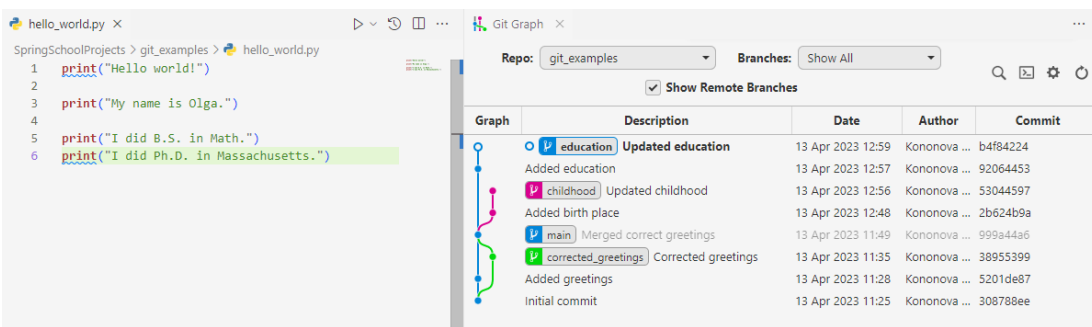 hello_world.py ×
SpringSchoolProjects > git_examples > hello_world.py
1 print("Hello world!")
2
3 print("My name is Olga.")
4
5 print("I did B.S. in Math.")
6 print("I did Ph.D. in Massachusetts.")
Git Graph ×
Repo: git_examples Branches: Show All
Show Remote Branches
Graph Description Date Author Commit
education Updated education 13 Apr 2023 12:59 Kononova ... b4f84224
Added education 13 Apr 2023 12:57 Kononova ... 92064453
childhood Updated childhood 13 Apr 2023 12:56 Kononova ... 53044597
Added birth place 13 Apr 2023 12:48 Kononova ... 2b624b9a
main Merged correct greetings 13 Apr 2023 11:49 Kononova ... 999a44a6
corrected_greetings Corrected greetings 13 Apr 2023 11:35 Kononova ... 38955399
Added greetings 13 Apr 2023 11:28 Kononova ... 5201de87
Initial commit 13 Apr 2023 11:25 Kononova ... 308788ee